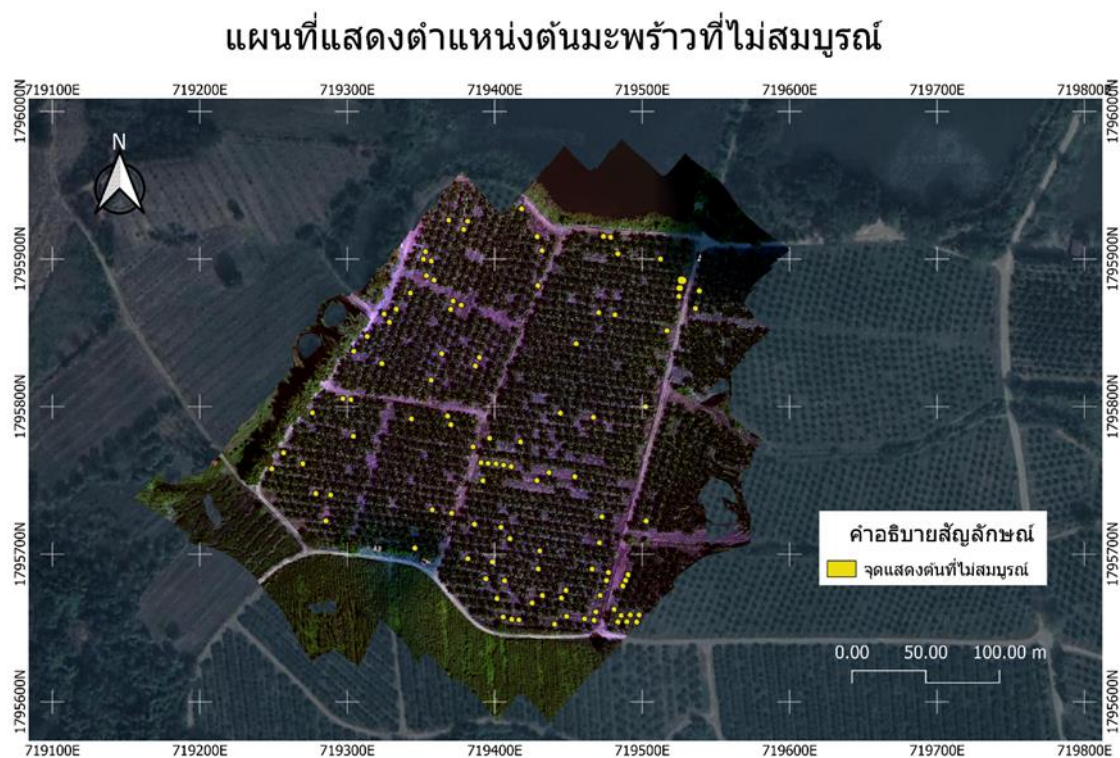 แผนที่แสดงตำแหน่งต้นมะพร้าวที่ไม่สมบูรณ์
719100E 719200E 719300E 719400E 719500E 719600E 719700E 719800E
1796000N 1796000N
N
1795900N 1795900N
1795800N 1795800N
1795700N 1795700N
คำอธิบายสัญลักษณ์
จุดแสดงต้นที่ไม่สมบูรณ์
0.00 50.00 100.00 m
1795600N 1795600N
719100E 719200E 719300E 719400E 719500E 719600E 719700E 719800E